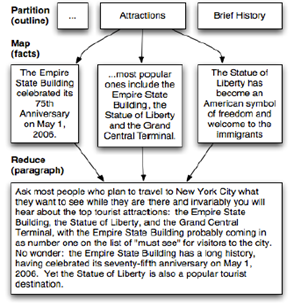 Partition
(outline)
...
Attractions
Brief History
Map
(facts)
The Empire
State Building
celebrated its
75th
Anniversary
on May 1,
2006.
...most popular
ones include the
Empire State
Building, the
Statue of Liberty
and the Grand
Central Terminal.
The Statue of
Liberty has
become an
American symbol
of freedom and
welcome to the
immigrants
Reduce
(paragraph)
Ask most people who plan to travel to New York City what
they want to see while they are there and invariably you will
hear about the top tourist attractions: the Empire State
Building, the Statue of Liberty, and the Grand Central
Terminal, with the Empire State Building probably coming in
as number one on the list of "must see" for visitors to the city.
No wonder: the Empire State Building has a long history,
having celebrated its seventy-fifth anniversary on May 1,
2006. Yet the Statue of Liberty is also a popular tourist
destination.